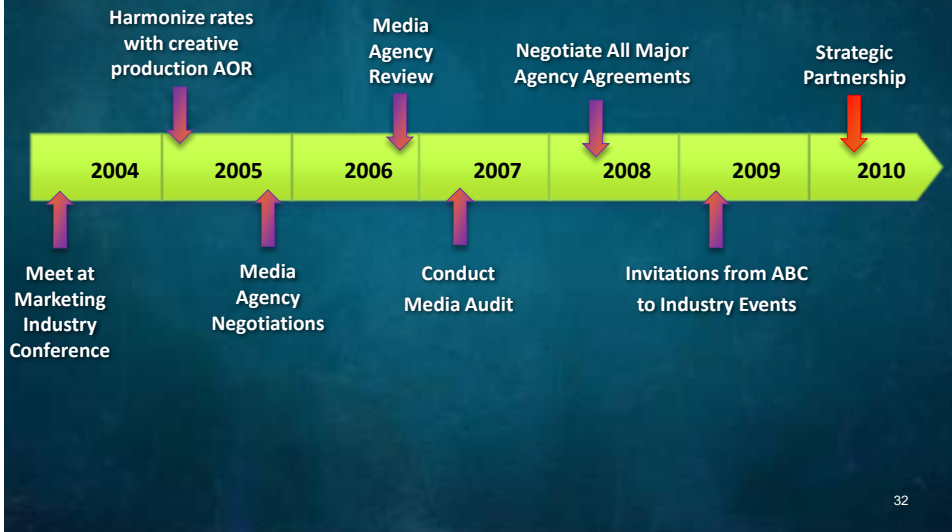 Harmonize rates
with creative
production AOR
Media
Agency
Review
Negotiate All Major
Agency Agreements
Strategic
Partnership
2004
2005
2006
2007
2008
2009
2010
Meet at
Marketing
Industry
Conference
Media
Agency
Negotiations
Conduct
Media Audit
Invitations from ABC
to Industry Events
32